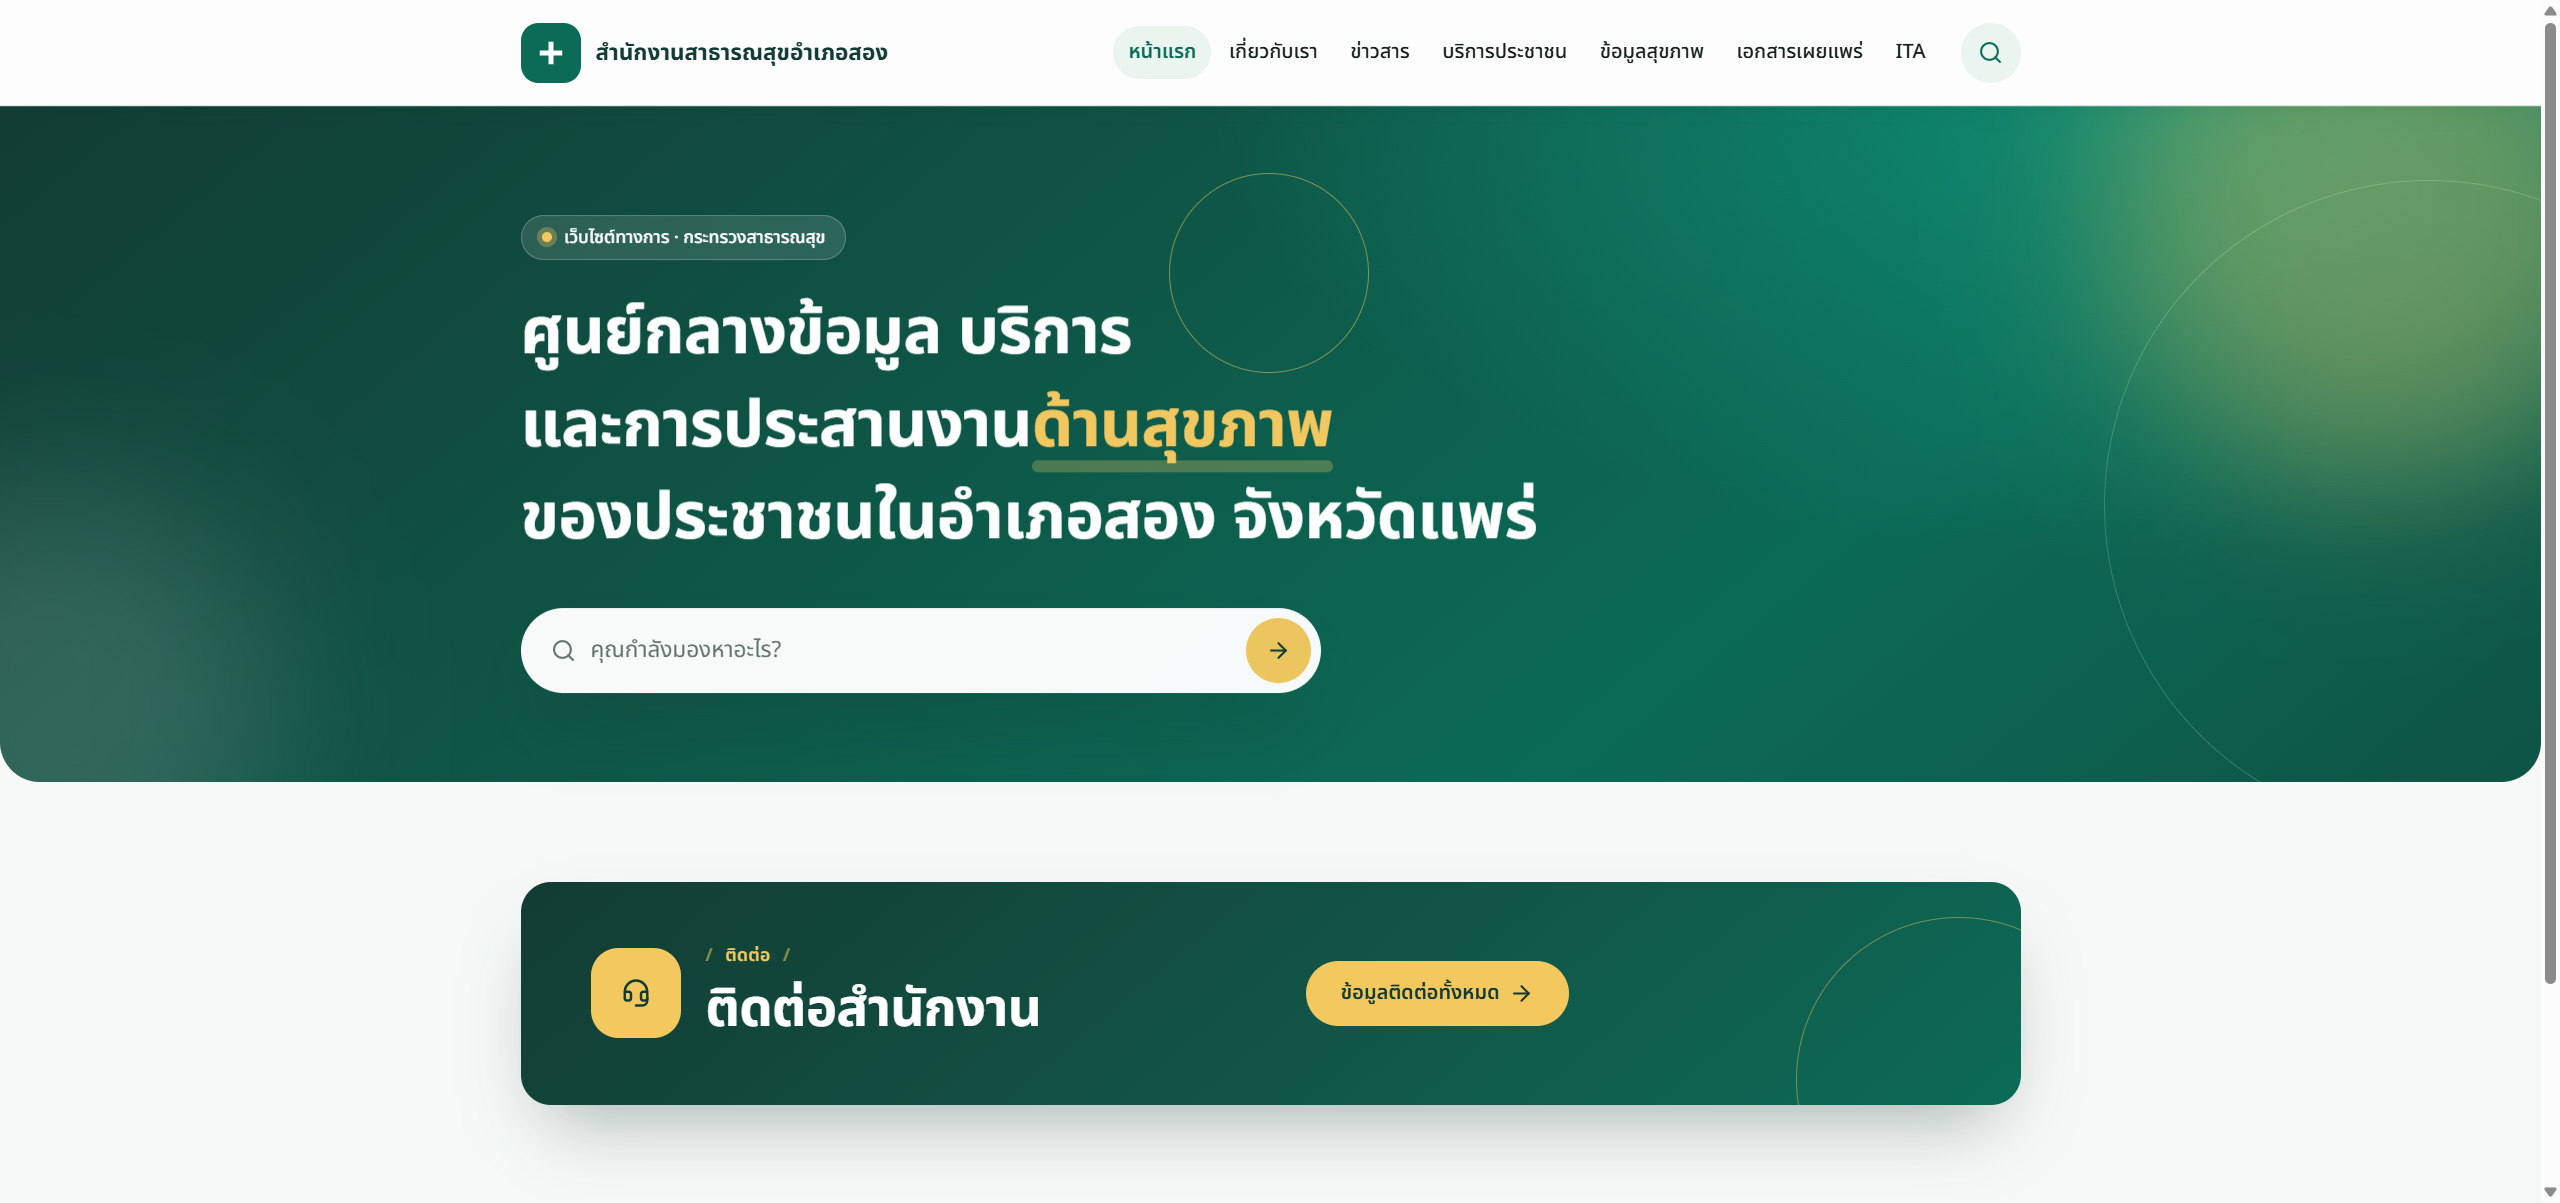 สำนักงานสาธารณสุขอำเภอสอง
หน้าแรก เกี่ยวกับเรา ข่าวสาร บริการประชาชน ข้อมูลสุขภาพ เอกสารเผยแพร่ ITA
เว็บไซต์ทางการ · กระทรวงสาธารณสุข
ศูนย์กลางข้อมูล บริการ
และการประสานงานด้านสุขภาพ
ของประชาชนในอำเภอสอง จังหวัดแพร่
คุณกำลังมองหาอะไร?
/ ติดต่อ /
ติดต่อสำนักงาน
ข้อมูลติดต่อทั้งหมด